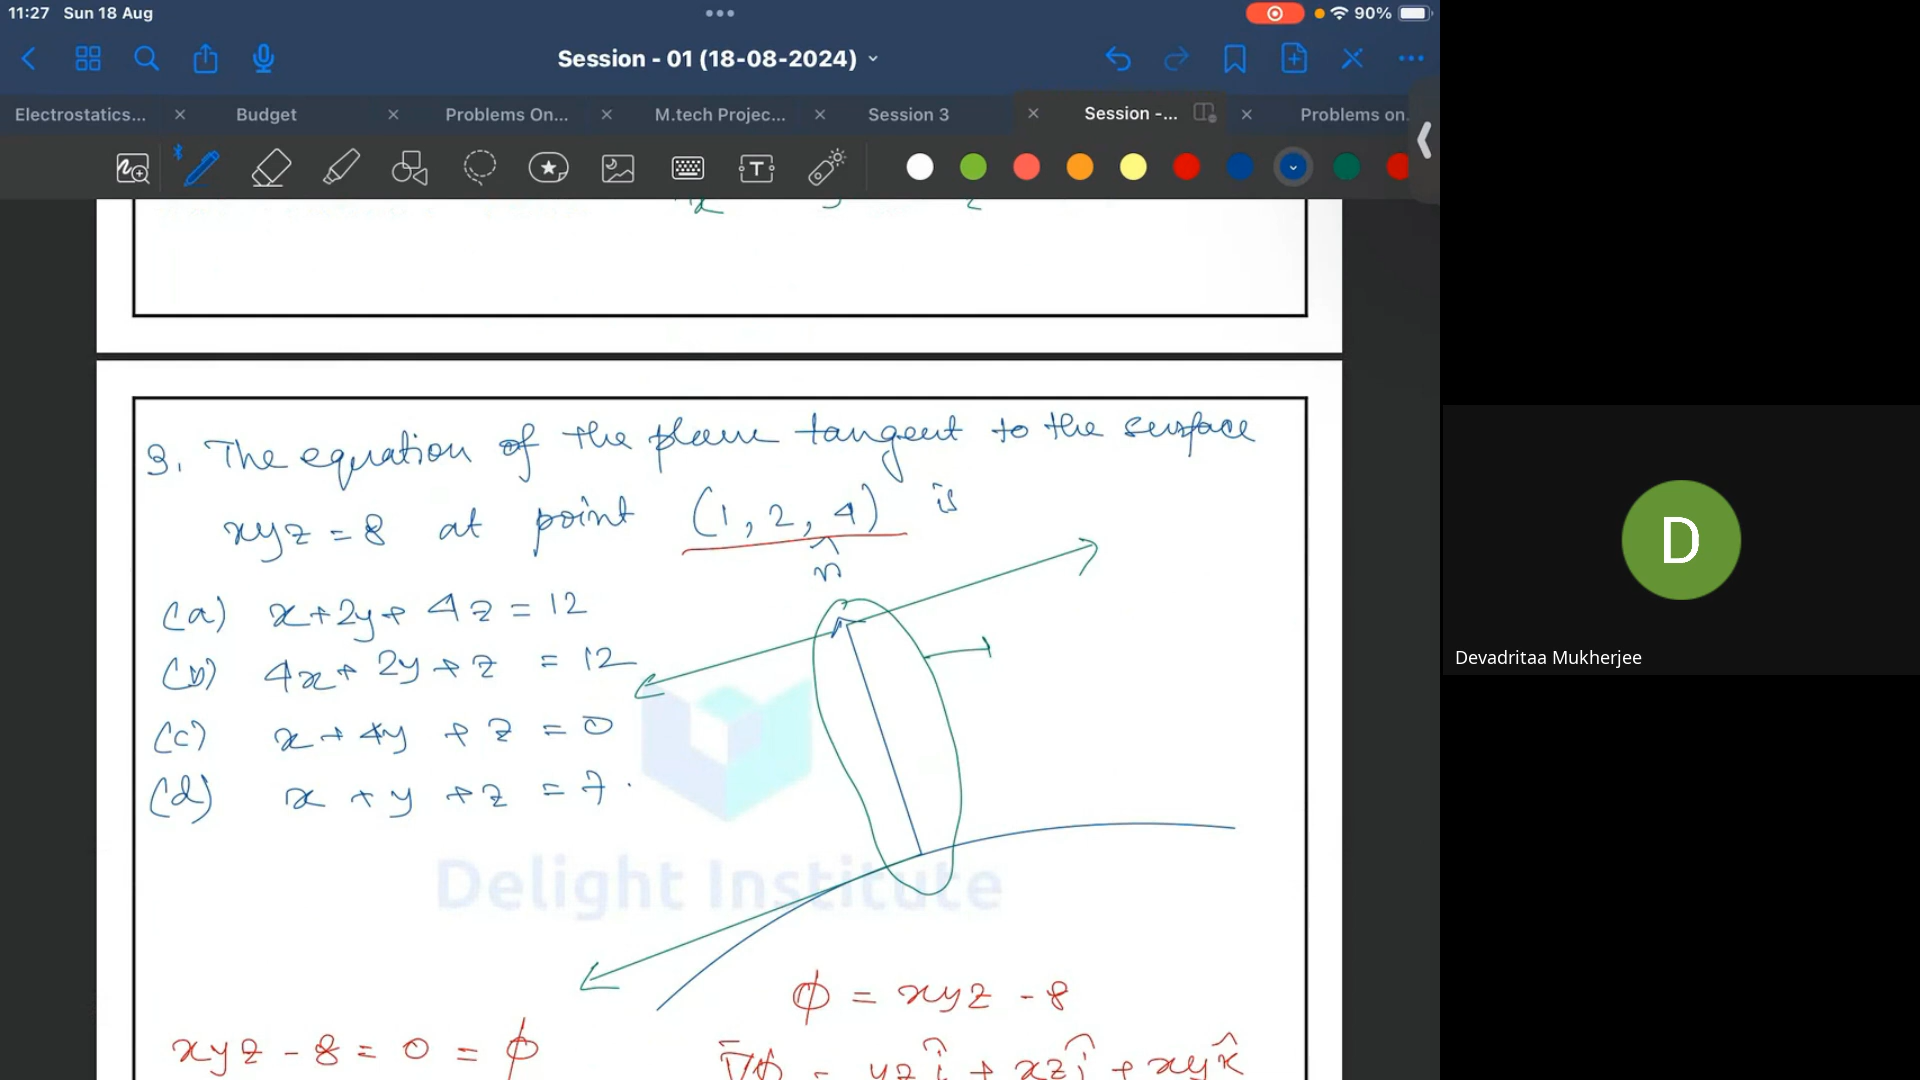 11:27 Sun 18 Aug
90%
Session - 01 (18-08-2024)
Electrostatics... Budget Problems On... M.tech Projec... Session 3 Session -... Problems on.
3. The equation of the plane tangent to the surface
xyz = 8 at point (1, 2, 4) is
n̂
(a) x + 2y + 4z = 12
(b) 4x + 2y + z = 12
(c) x + 4y + z = 0
(d) x + y + z = 7.
Delight Institute
ϕ = xyz - 8
xyz - 8 = 0 = ϕ
∇̄ϕ = yz î + xz ĵ + xy k̂
D
Devadritaa Mukherjee